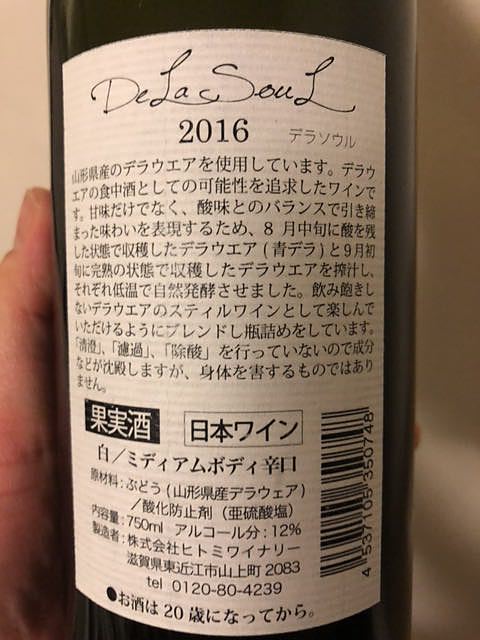 De La SouL
2016 デラソウル
山形県産のデラウエアを使用しています。デラウ
エアの食中酒としての可能性を追求したワインで
す。甘味だけでなく、酸味とのバランスで引き締
まった味わいを表現するため、8 月中旬に酸を残
した状態で収穫したデラウエア(青デラ)と9月初
旬に完熟の状態で収穫したデラウエアを搾汁し、
それぞれ低温で自然発酵させました。飲み飽きし
ないデラウエアのスティルワインとして楽しんで
いただけるようにブレンドし瓶詰めをしています。
「清澄」、「濾過」、「除酸」を行っていないので成分
などが沈殿しますが、身体を害するものではあり
ません。
果実酒 日本ワイン
白/ミディアムボディ辛口
原材料:ぶどう(山形県産デラウェア)
/酸化防止剤(亜硫酸塩)
内容量:750ml アルコール分:12%
製造者:株式会社ヒトミワイナリー
滋賀県東近江市山上町 2083
tel 0120-80-4239
●お酒は 20 歳になってから。
4 537105 350748